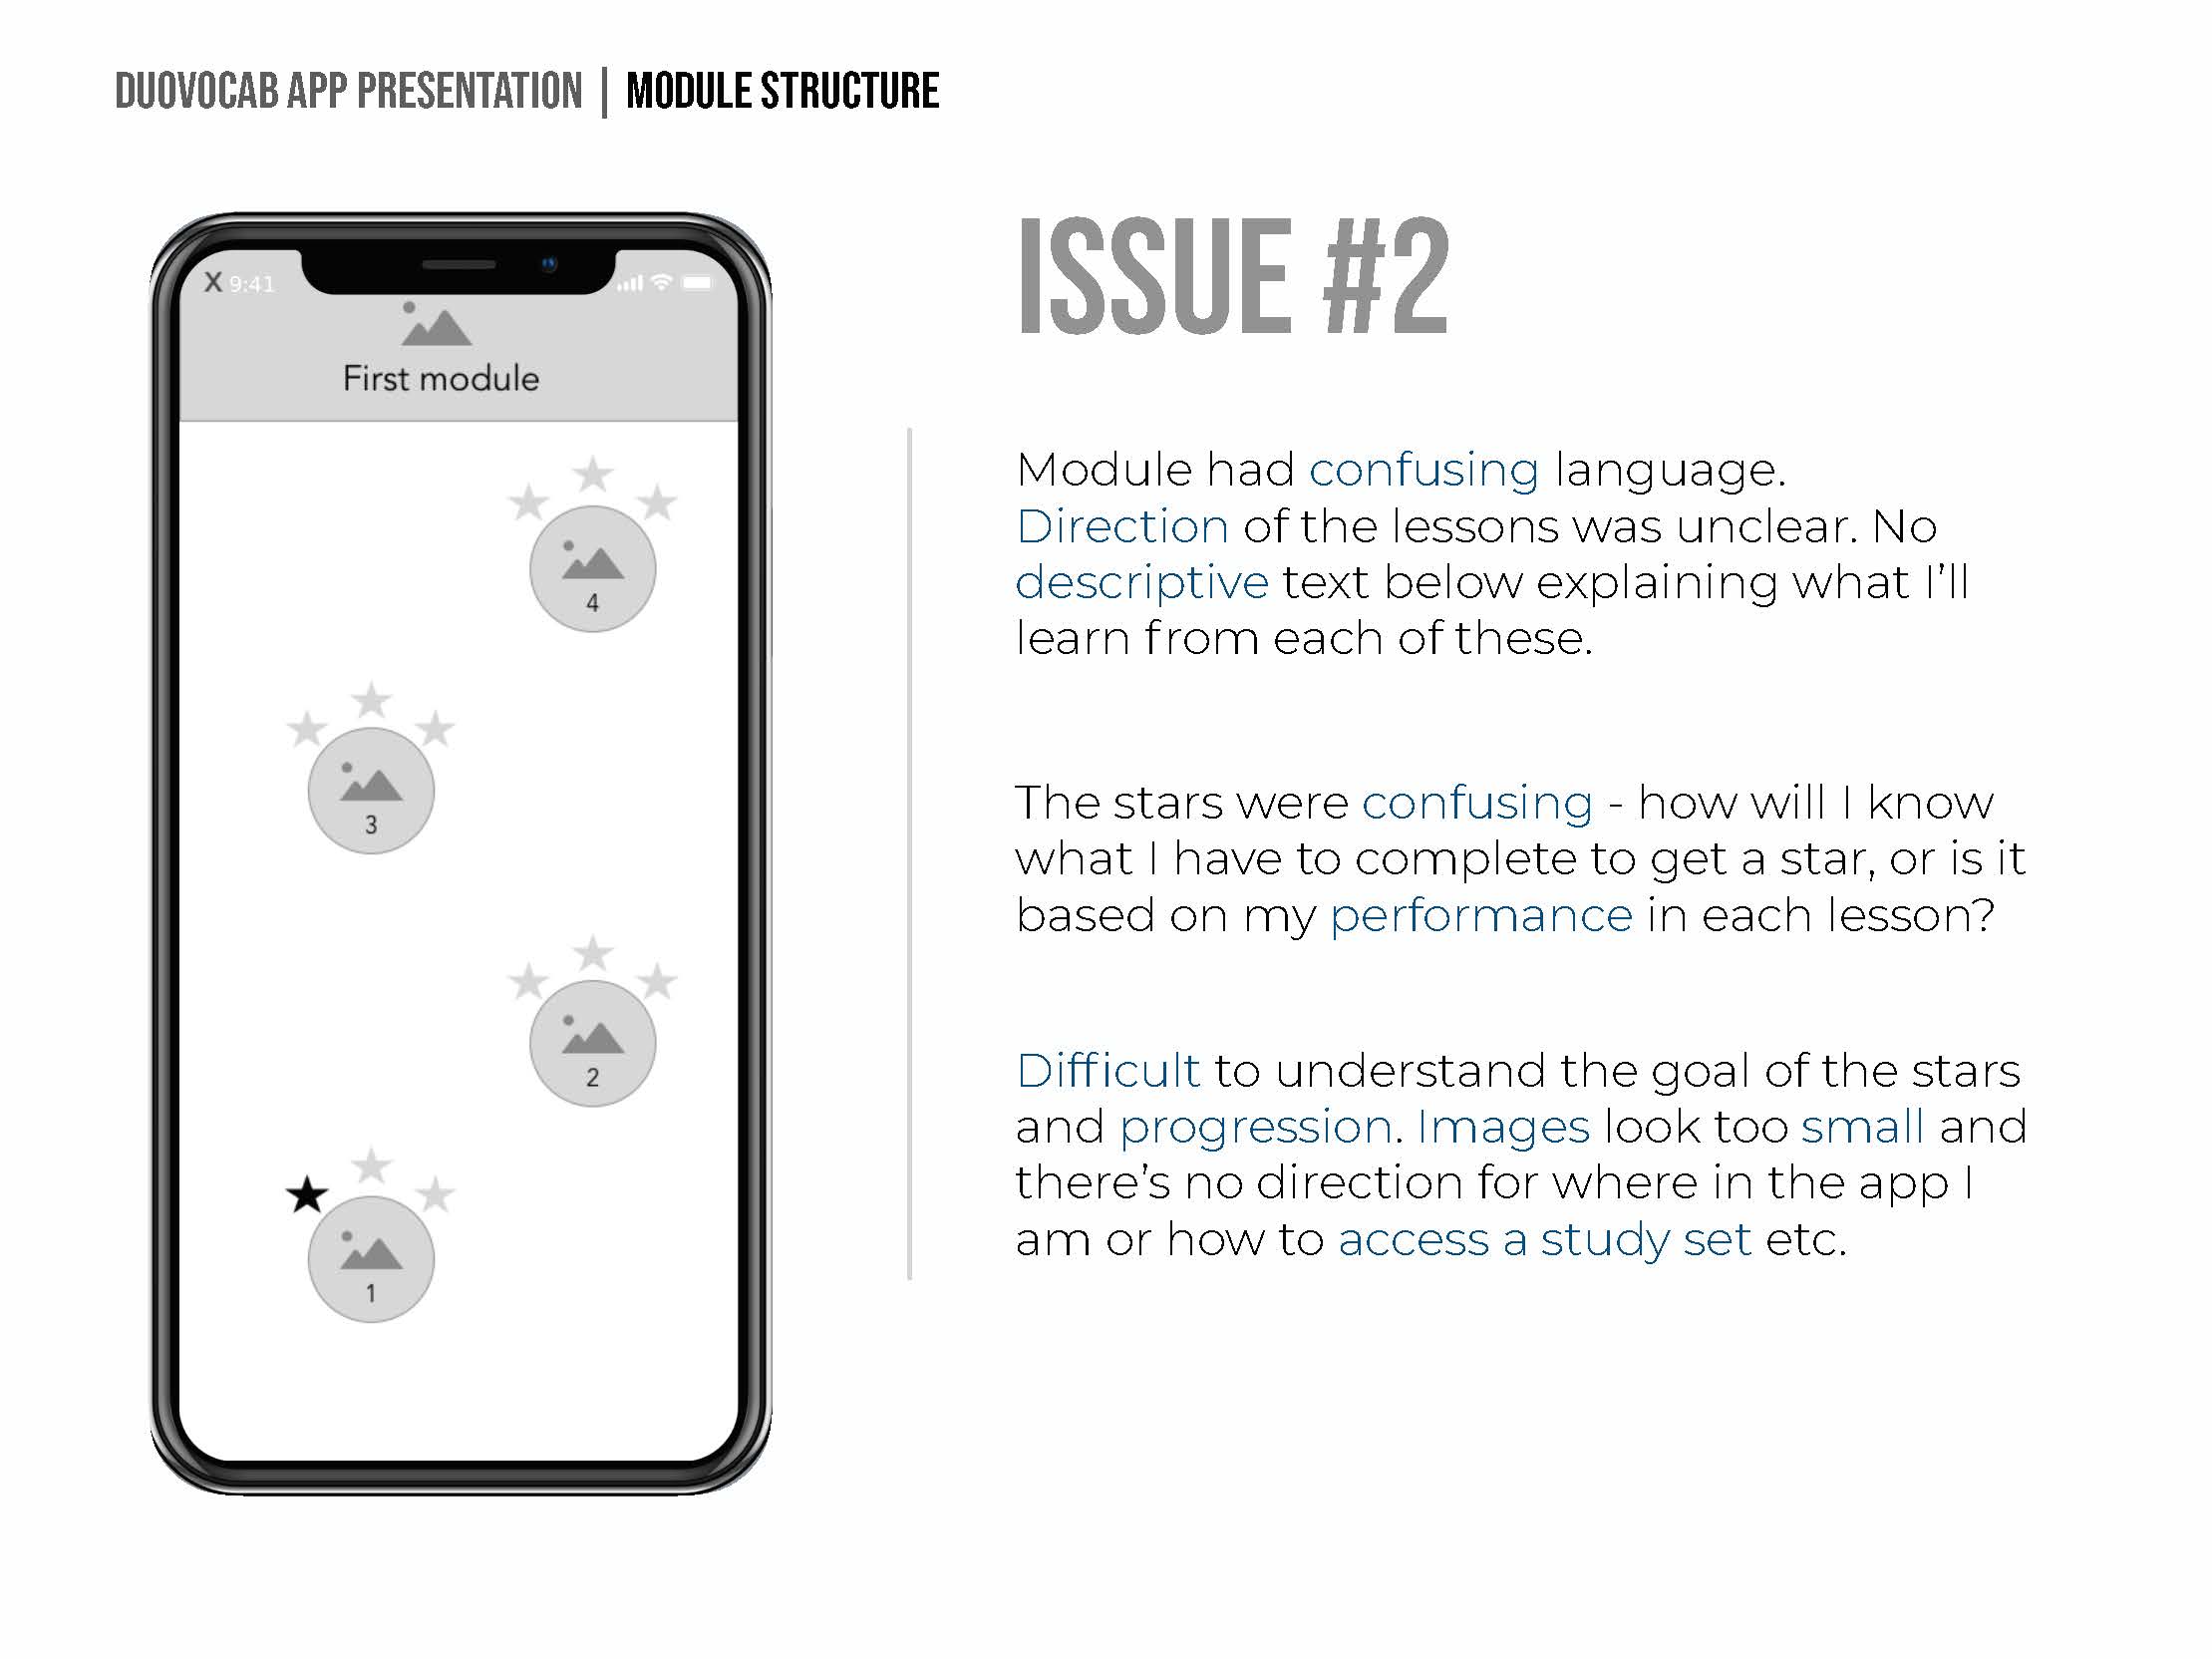 DUOVOCAB APP PRESENTATION | MODULE STRUCTURE
X 9:41
First module
4
3
2
1
ISSUE #2
Module had confusing language.
Direction of the lessons was unclear. No
descriptive text below explaining what I’ll
learn from each of these.
The stars were confusing - how will I know
what I have to complete to get a star, or is it
based on my performance in each lesson?
Difficult to understand the goal of the stars
and progression. Images look too small and
there’s no direction for where in the app I
am or how to access a study set etc.